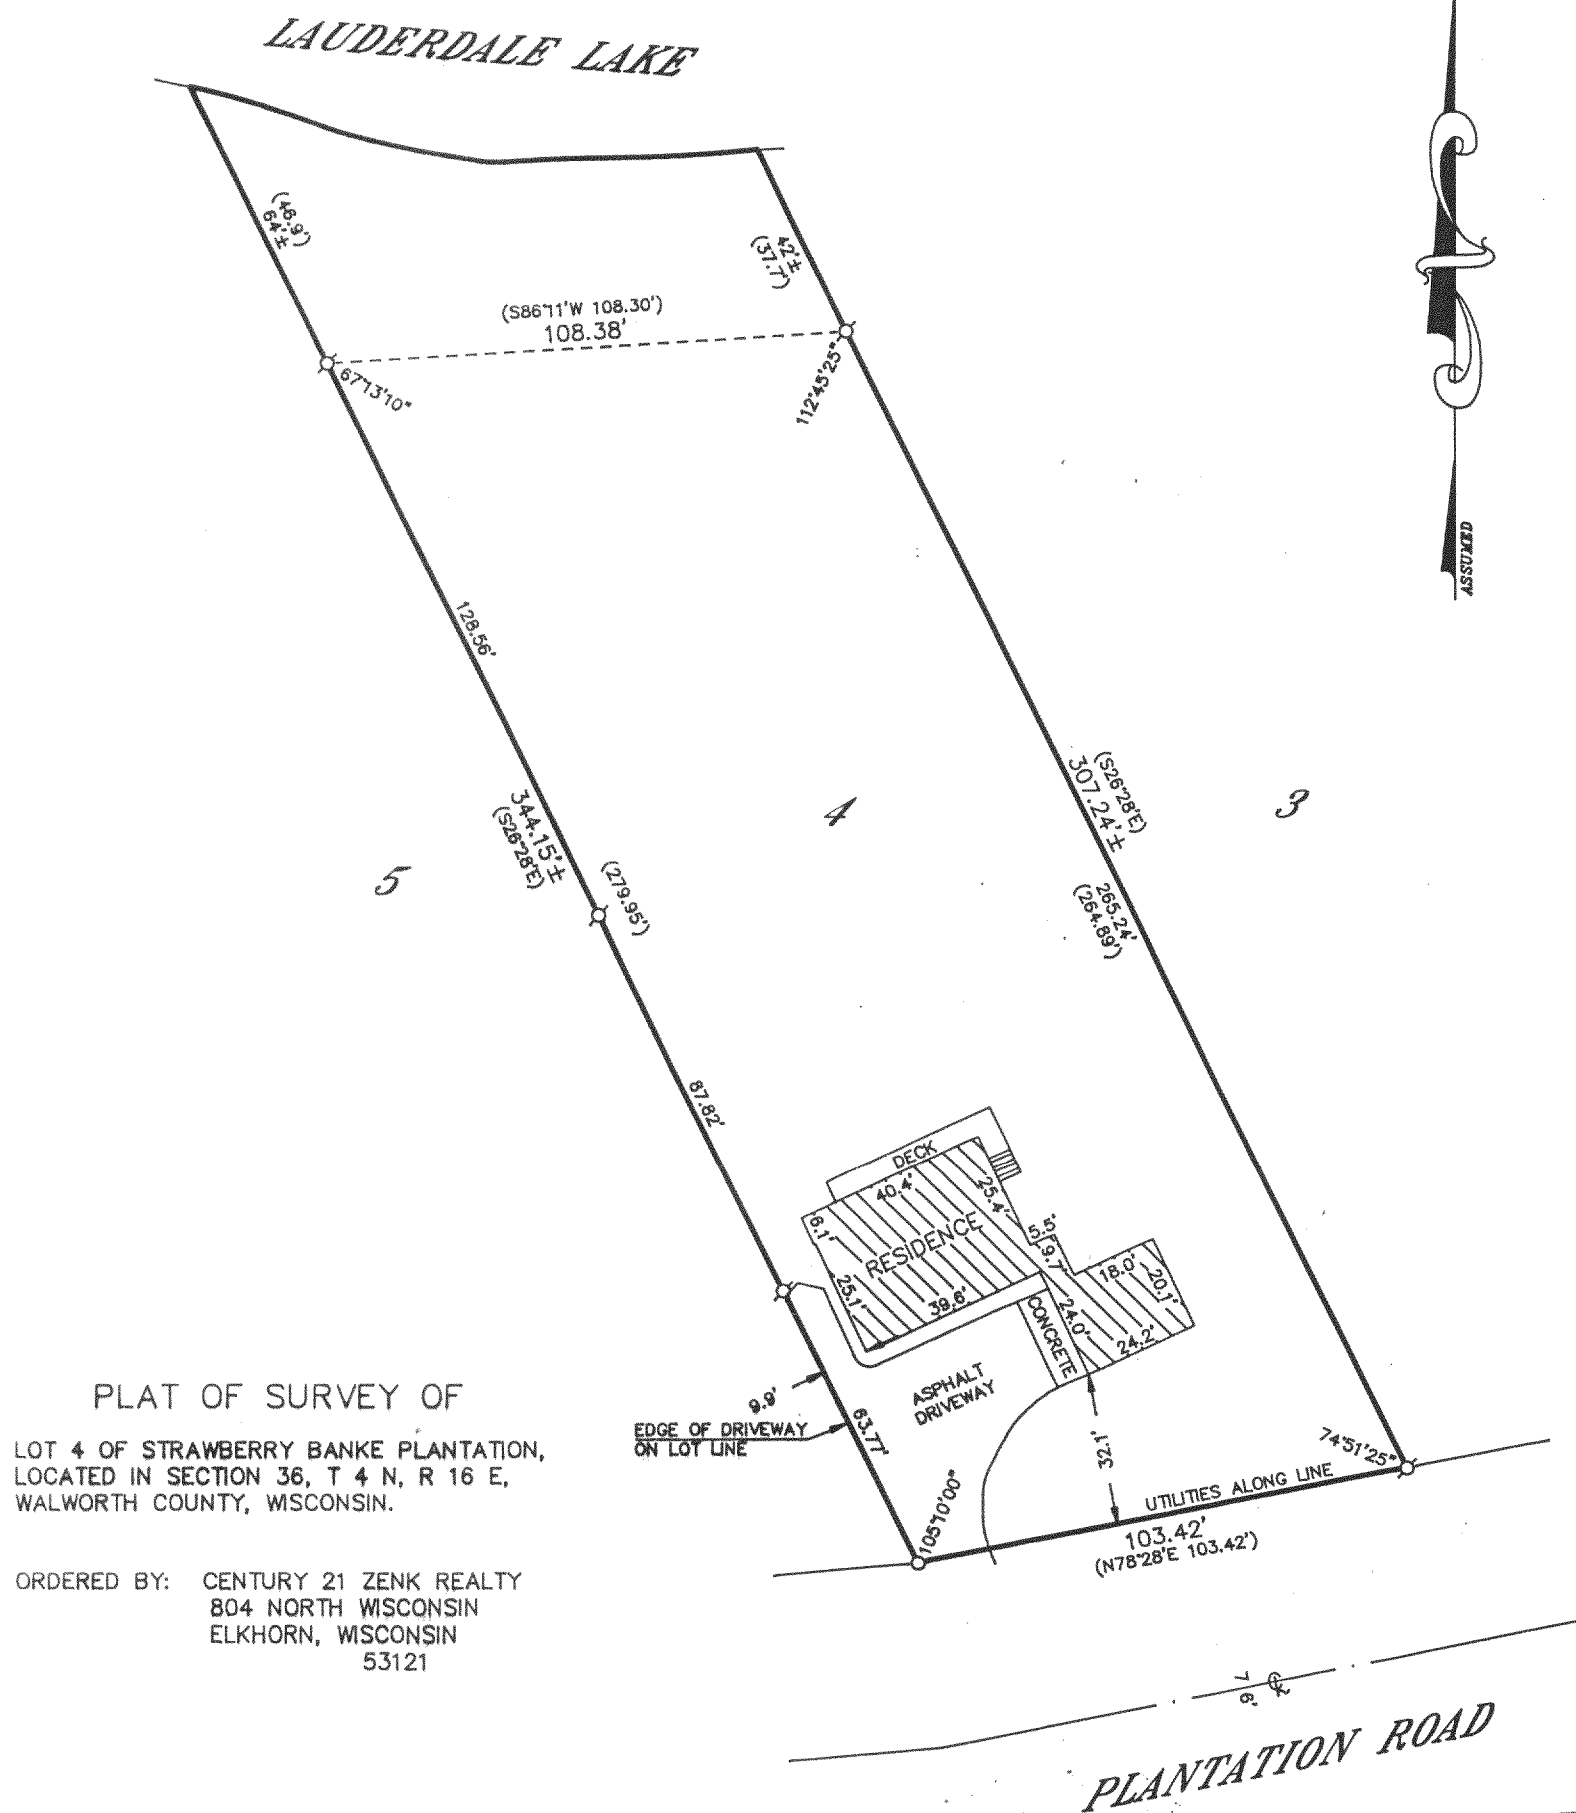 LAUDERDALE LAKE
(46.9')
64'±
42'±
(37.7')
(S86°11'W 108.30')
108.38'
67°13'10"
112°45'25"
ASSUMED
128.56'
344.15'±
(S26°28'E)
(279.95')
5
4
3
(S26°28'E)
307.24'±
265.24'
(264.89')
87.82'
DECK
40.4'
25.4'
6.1'
RESIDENCE
5.5'
9.7'
18.0'
20.1'
25.1'
39.6'
24.0'
24.2'
CONCRETE
ASPHALT
DRIVEWAY
9.9'
EDGE OF DRIVEWAY
ON LOT LINE
63.77'
32.1'
105°10'00"
74°51'25"
UTILITIES ALONG LINE
103.42'
(N78°28'E 103.42')
PLAT OF SURVEY OF
LOT 4 OF STRAWBERRY BANKE PLANTATION,
LOCATED IN SECTION 36, T 4 N, R 16 E,
WALWORTH COUNTY, WISCONSIN.
ORDERED BY: CENTURY 21 ZENK REALTY
804 NORTH WISCONSIN
ELKHORN, WISCONSIN
53121
PLANTATION ROAD